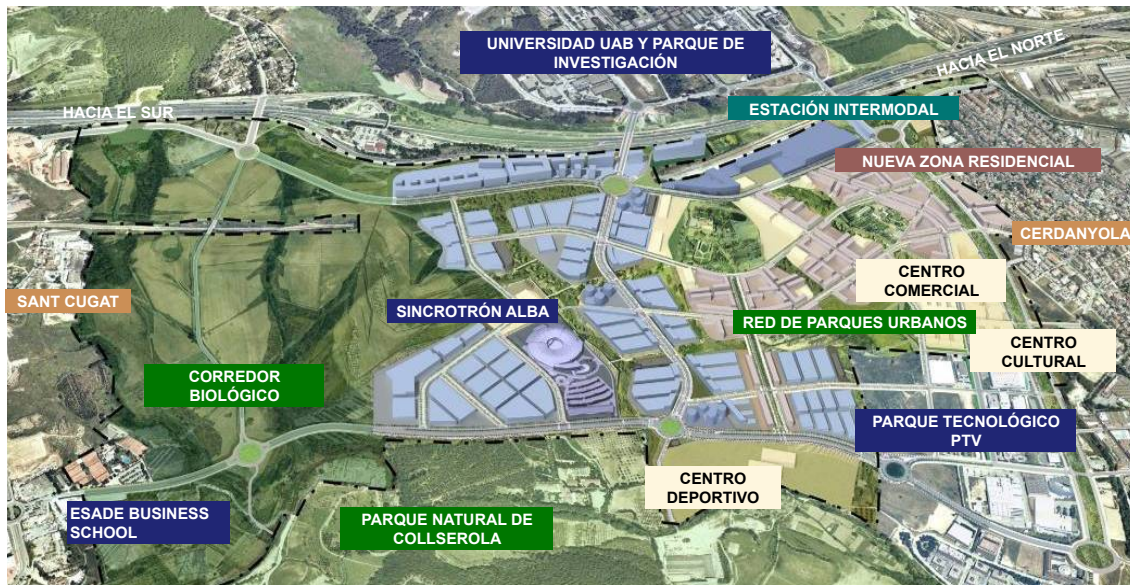 UNIVERSIDAD UAB Y PARQUE DE
INVESTIGACIÓN
HACIA EL NORTE
HACIA EL SUR
ESTACIÓN INTERMODAL
NUEVA ZONA RESIDENCIAL
CERDANYOLA
CENTRO
COMERCIAL
SANT CUGAT
SINCROTRÓN ALBA
RED DE PARQUES URBANOS
CENTRO
CULTURAL
CORREDOR
BIOLÓGICO
PARQUE TECNOLÓGICO
PTV
CENTRO
DEPORTIVO
ESADE BUSINESS
SCHOOL
PARQUE NATURAL DE
COLLSEROLA